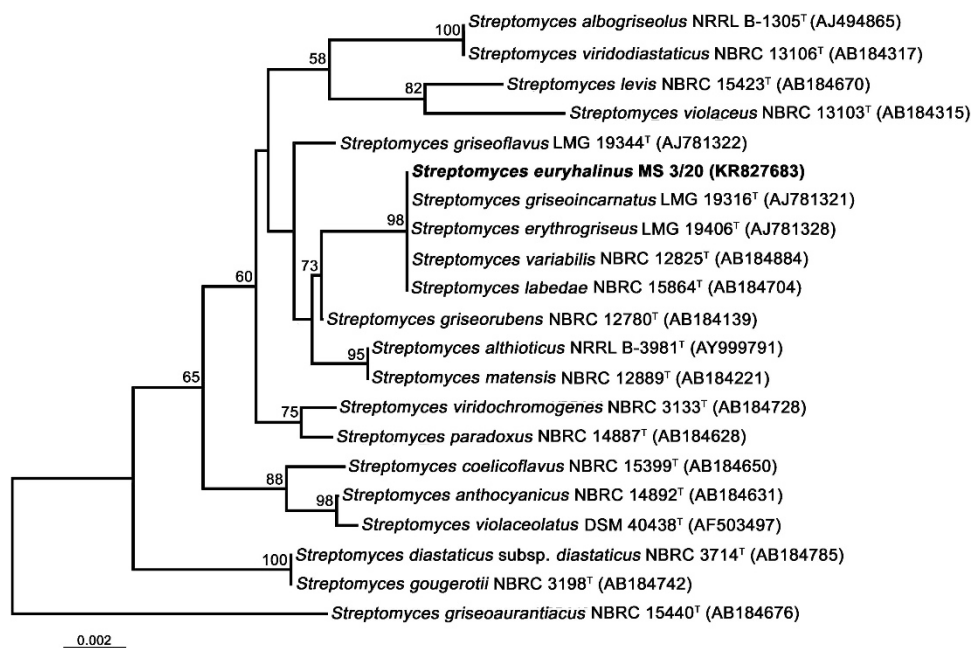 Streptomyces albogriseolus NRRL B-1305ᵀ (AJ494865)
100
Streptomyces viridodiastaticus NBRC 13106ᵀ (AB184317)
58
Streptomyces levis NBRC 15423ᵀ (AB184670)
82
Streptomyces violaceus NBRC 13103ᵀ (AB184315)
Streptomyces griseoflavus LMG 19344ᵀ (AJ781322)
Streptomyces euryhalinus MS 3/20 (KR827683)
Streptomyces griseoincarnatus LMG 19316ᵀ (AJ781321)
98
Streptomyces erythrogriseus LMG 19406ᵀ (AJ781328)
Streptomyces variabilis NBRC 12825ᵀ (AB184884)
73
60
Streptomyces labedae NBRC 15864ᵀ (AB184704)
Streptomyces griseorubens NBRC 12780ᵀ (AB184139)
Streptomyces althioticus NRRL B-3981ᵀ (AY999791)
95
Streptomyces matensis NBRC 12889ᵀ (AB184221)
65
Streptomyces viridochromogenes NBRC 3133ᵀ (AB184728)
75
Streptomyces paradoxus NBRC 14887ᵀ (AB184628)
Streptomyces coelicoflavus NBRC 15399ᵀ (AB184650)
88
Streptomyces anthocyanicus NBRC 14892ᵀ (AB184631)
98
Streptomyces violaceolatus DSM 40438ᵀ (AF503497)
Streptomyces diastaticus subsp. diastaticus NBRC 3714ᵀ (AB184785)
100
Streptomyces gougerotii NBRC 3198ᵀ (AB184742)
Streptomyces griseoaurantiacus NBRC 15440ᵀ (AB184676)
0.002